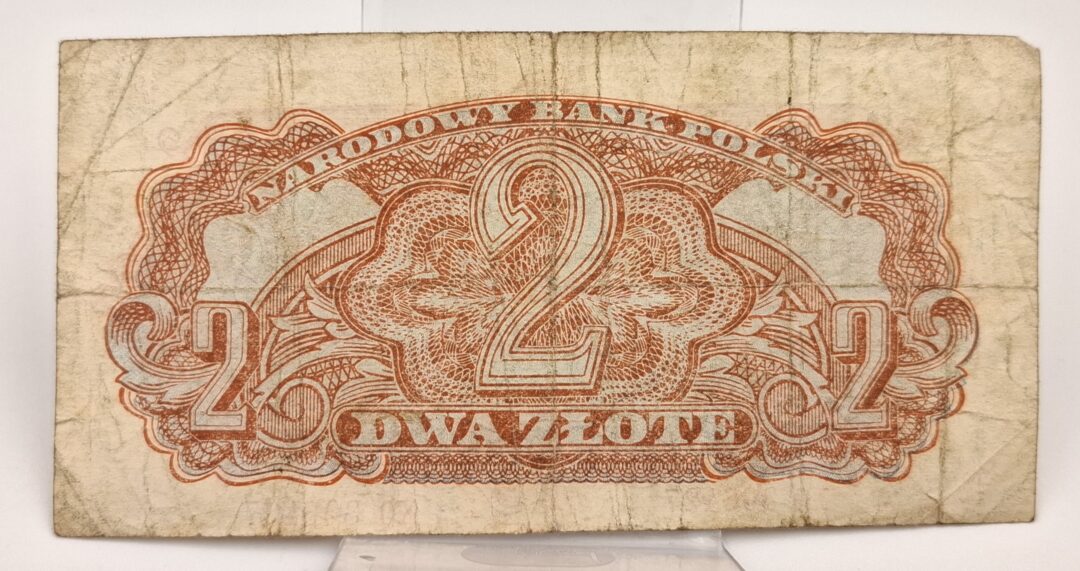 NARODOWY BANK POLSKI
2
2 2
DWA ZŁOTE